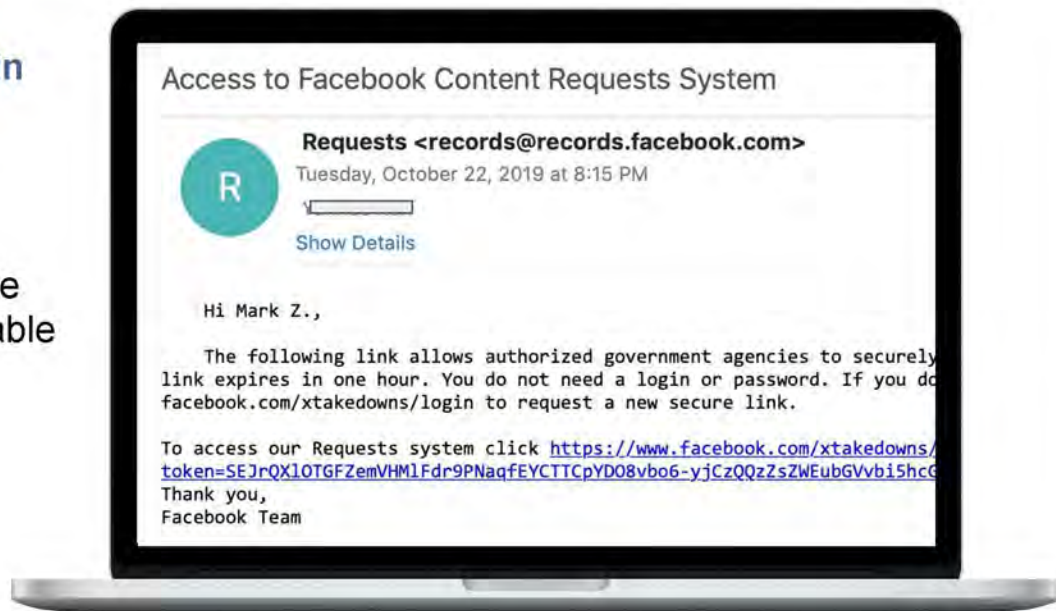 n
e
able
Access to Facebook Content Requests System
R
Requests <records@records.facebook.com>
Tuesday, October 22, 2019 at 8:15 PM
Y
Show Details
Hi Mark Z.,
The following link allows authorized government agencies to securely
link expires in one hour. You do not need a login or password. If you do
facebook.com/xtakedowns/login to request a new secure link.
To access our Requests system click https://www.facebook.com/xtakedowns/
token=SEJrQXlOTGFZemVHMlFdr9PNaqfEYCTTCpYDO8vbo6-yjCzQQzZsZWEubGVvbi5hcG
Thank you,
Facebook Team